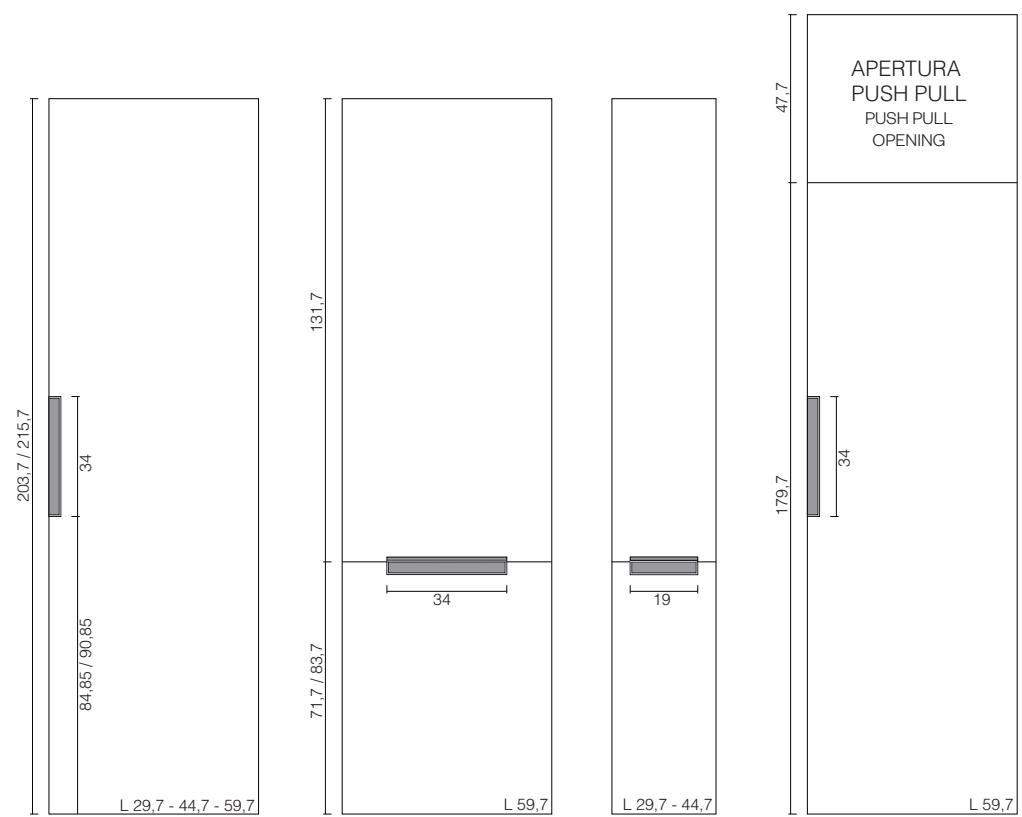 203,7 / 215,7
34
84,85 / 90,85
L 29,7 - 44,7 - 59,7
131,7
71,7 / 83,7
34
L 59,7
19
L 29,7 - 44,7
47,7
APERTURA
PUSH PULL
PUSH PULL
OPENING
179,7
34
L 59,7